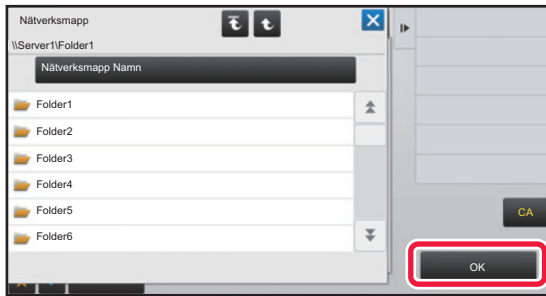 Nätverksmapp
\\Server1\Folder1
Nätverksmapp Namn
Folder1
Folder2
Folder3
Folder4
Folder5
Folder6
CA
OK